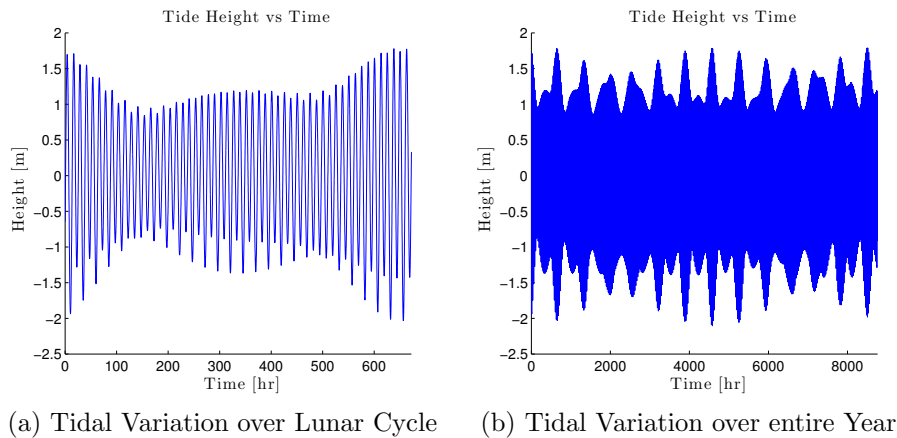 Tide Height vs Time
2
1.5
1
0.5
0
−0.5
−1
−1.5
−2
−2.5
Height [m]
0 100 200 300 400 500 600
Time [hr]
(a) Tidal Variation over Lunar Cycle
Tide Height vs Time
2
1.5
1
0.5
0
−0.5
−1
−1.5
−2
−2.5
Height [m]
0 2000 4000 6000 8000
Time [hr]
(b) Tidal Variation over entire Year